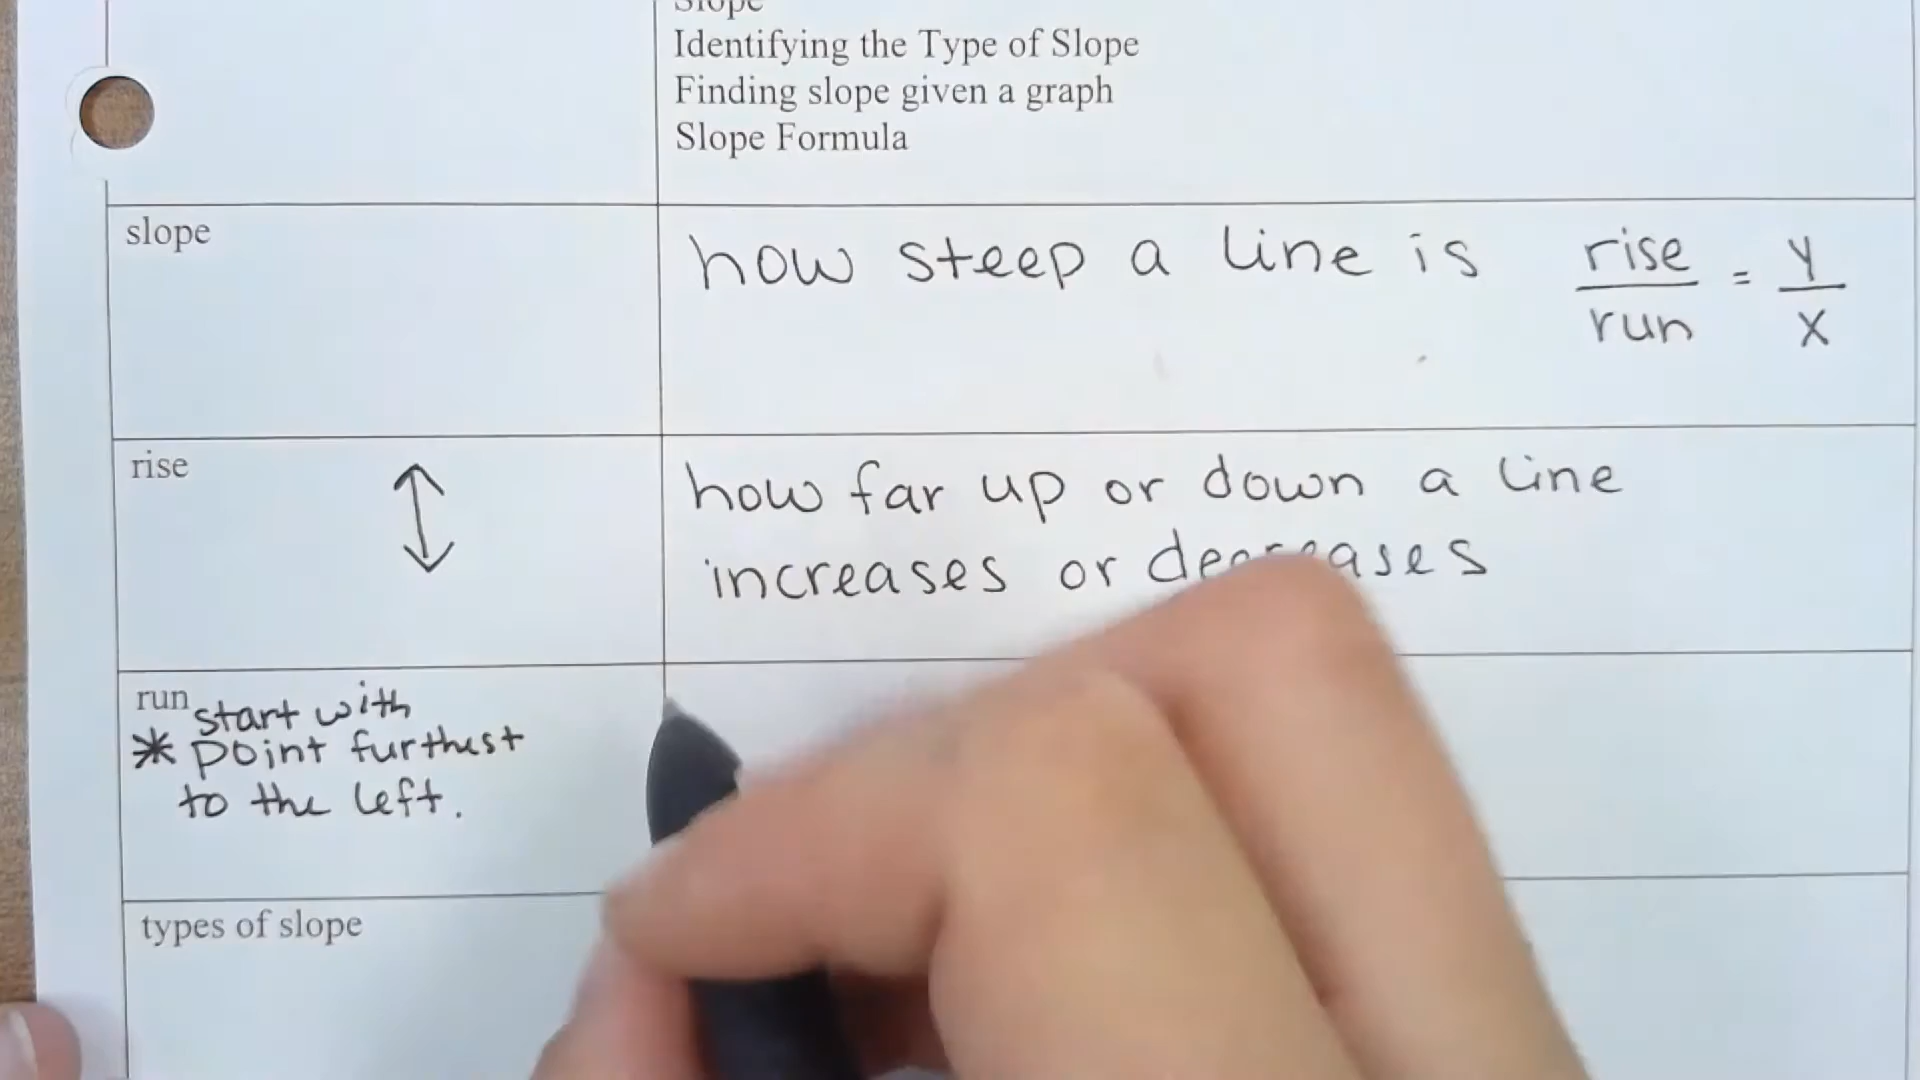 Slope
Identifying the Type of Slope
Finding slope given a graph
Slope Formula
slope
how steep a line is rise/run = y/x
rise
how far up or down a line
increases or decreases
run
start with
* point furthest
to the left.
types of slope